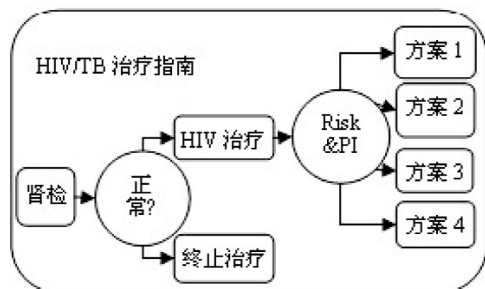 HIV/TB 治疗指南
肾检
正
常?
HIV 治疗
终止治疗
Risk
&PI
方案 1
方案 2
方案 3
方案 4